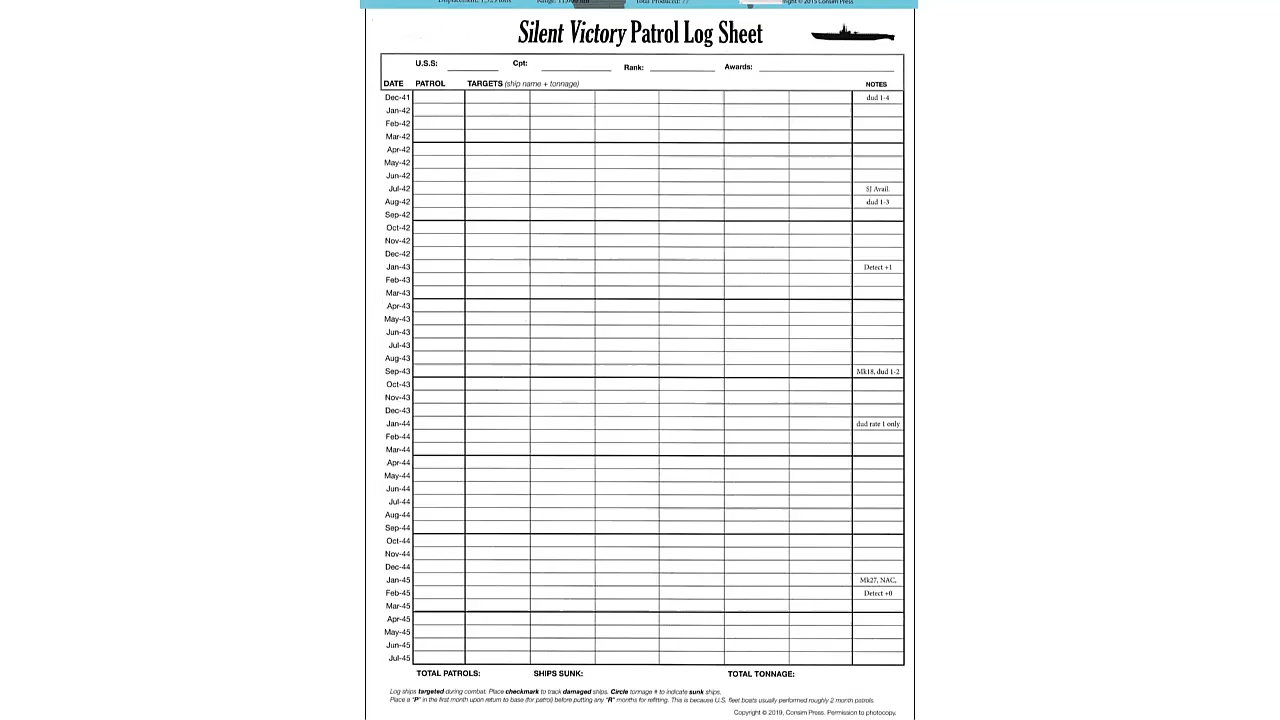 Silent Victory Patrol Log Sheet
U.S.S: Cpt: Rank: Awards:
DATE PATROL TARGETS (ship name + tonnage) NOTES
Dec-41 dud 1-4
Jan-42
Feb-42
Mar-42
Apr-42
May-42
Jun-42
Jul-42 SJ Avail.
Aug-42 dud 1-3
Sep-42
Oct-42
Nov-42
Dec-42
Jan-43 Detect +1
Feb-43
Mar-43
Apr-43
May-43
Jun-43
Jul-43
Aug-43
Sep-43 Mk18, dud 1-2
Oct-43
Nov-43
Dec-43
Jan-44 dud rate 1 only
Feb-44
Mar-44
Apr-44
May-44
Jun-44
Jul-44
Aug-44
Sep-44
Oct-44
Nov-44
Dec-44
Jan-45 Mk27, NAC,
Feb-45 Detect +0
Mar-45
Apr-45
May-45
Jun-45
Jul-45
TOTAL PATROLS: SHIPS SUNK: TOTAL TONNAGE:
Log ships targeted during combat. Place checkmark to track damaged ships. Circle tonnage # to indicate sunk ships.
Place a "P" in the first month upon return to base (for patrol) before putting any "R" months for refitting. This is because U.S. fleet boats usually performed roughly 2 month patrols.
Copyright © 2019, Consim Press. Permission to photocopy.